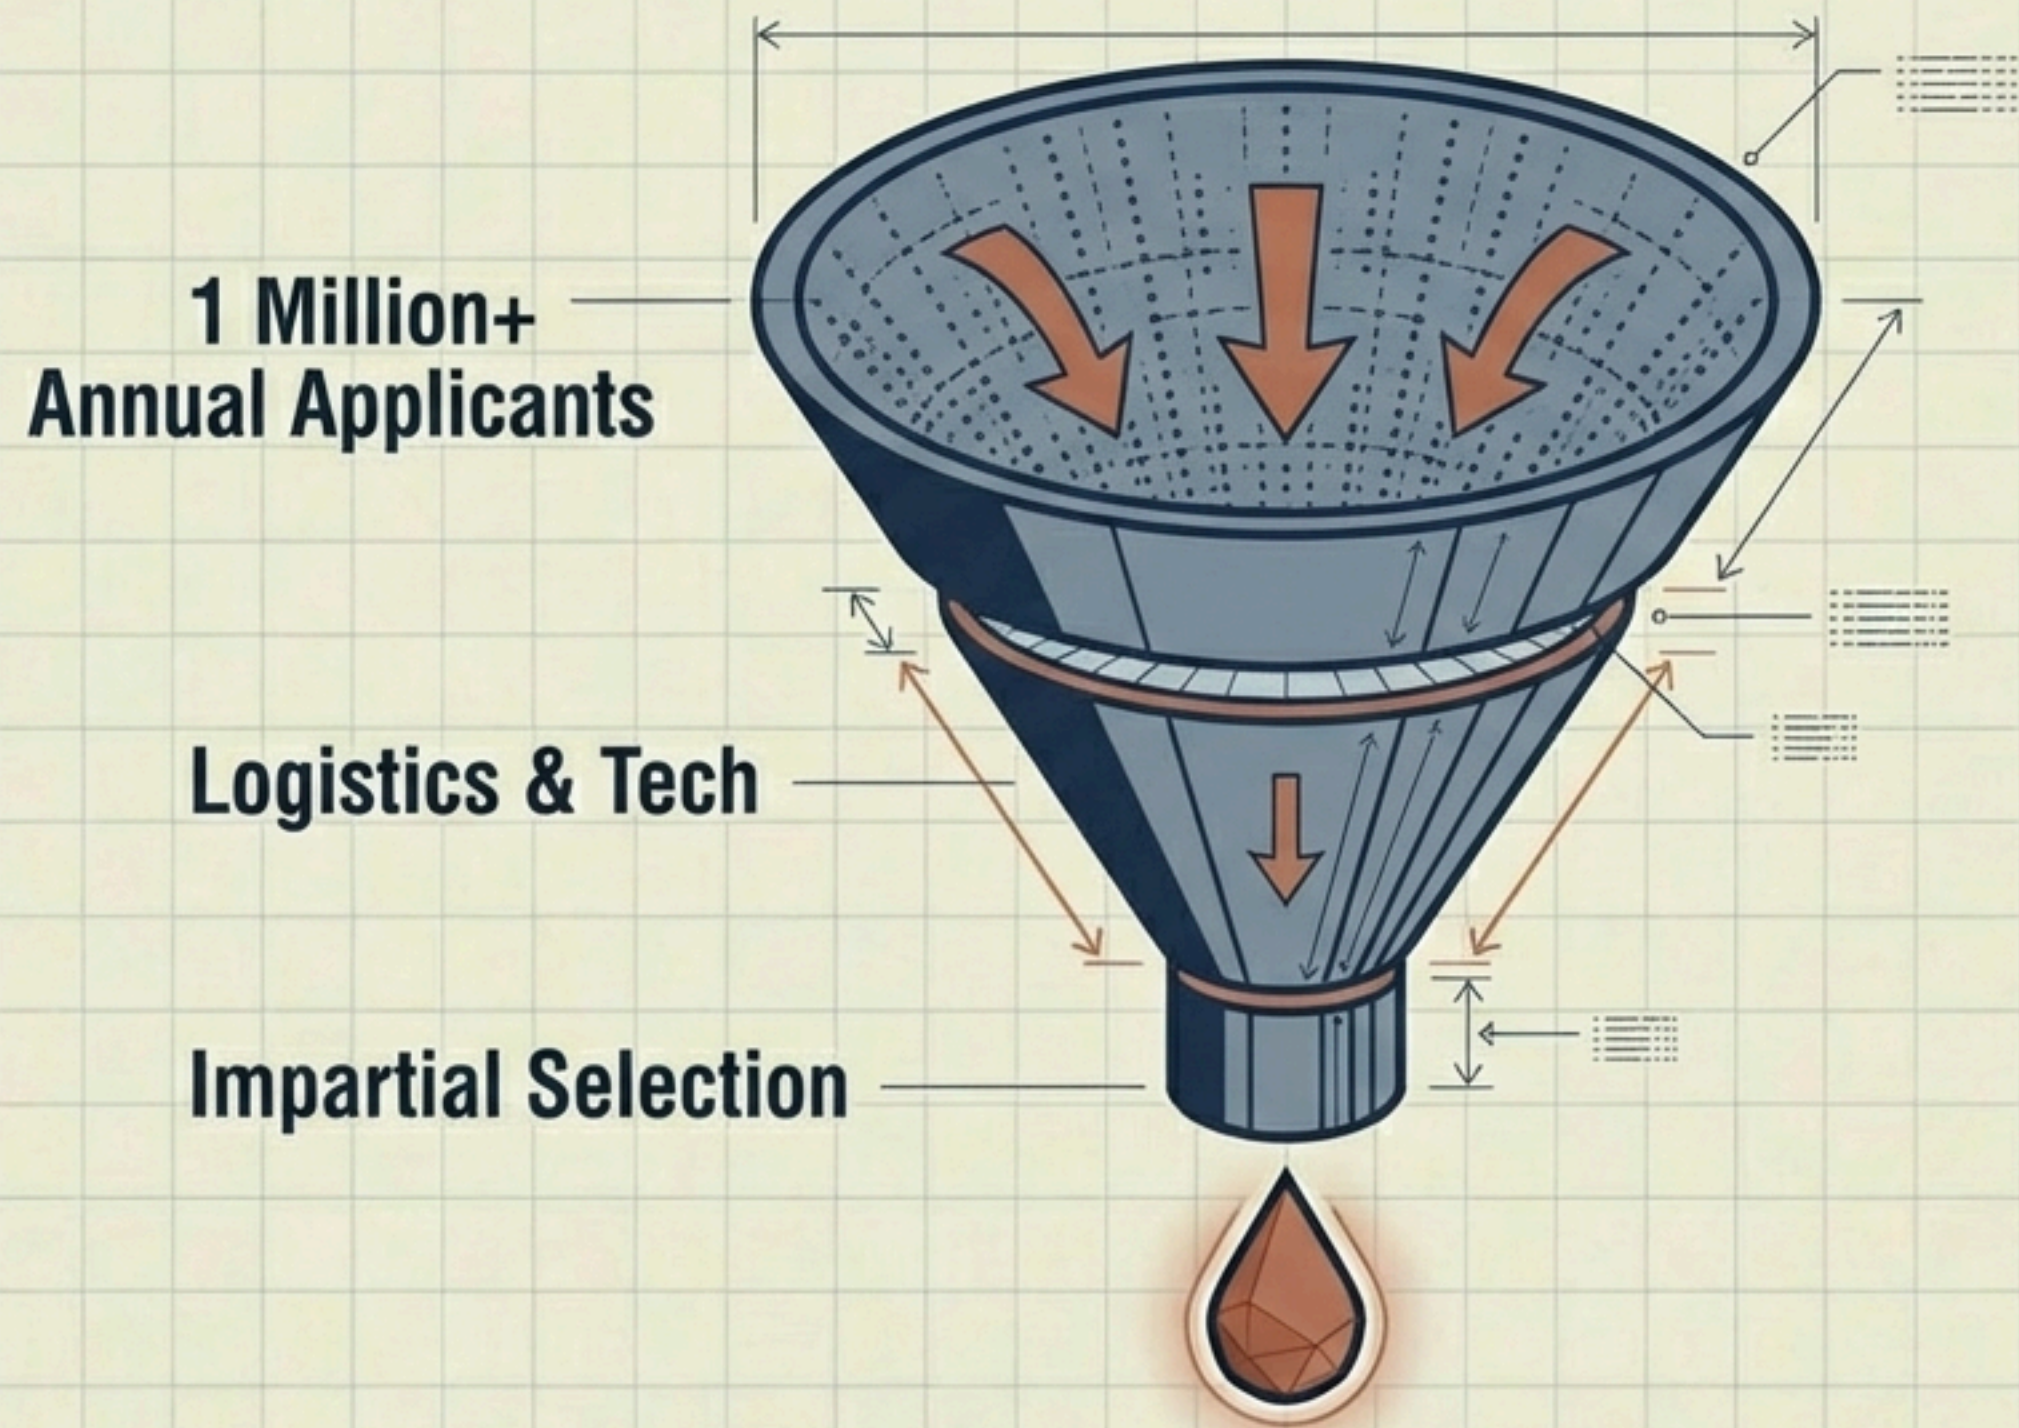 1 Million+
Annual Applicants
Logistics & Tech
Impartial Selection